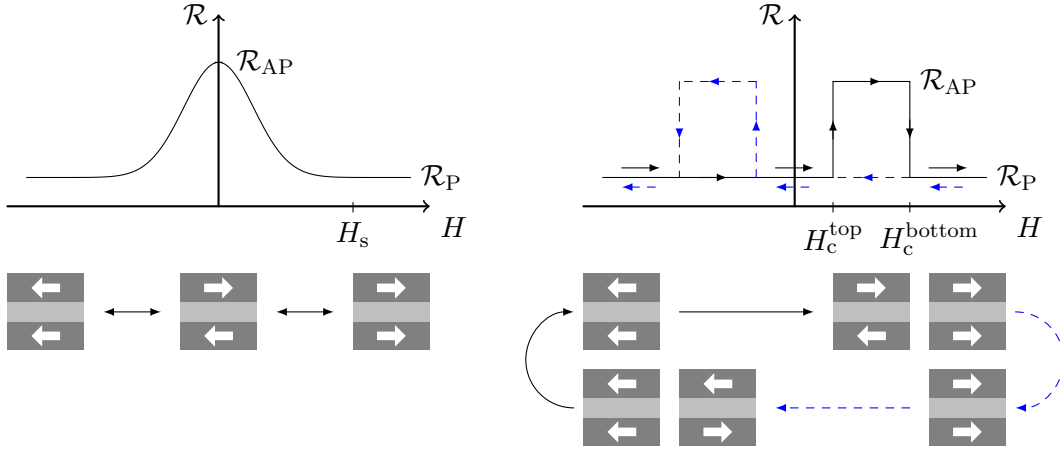 R
R_AP
R_P
H_s
H
R
R_AP
R_P
H_c^top
H_c^bottom
H